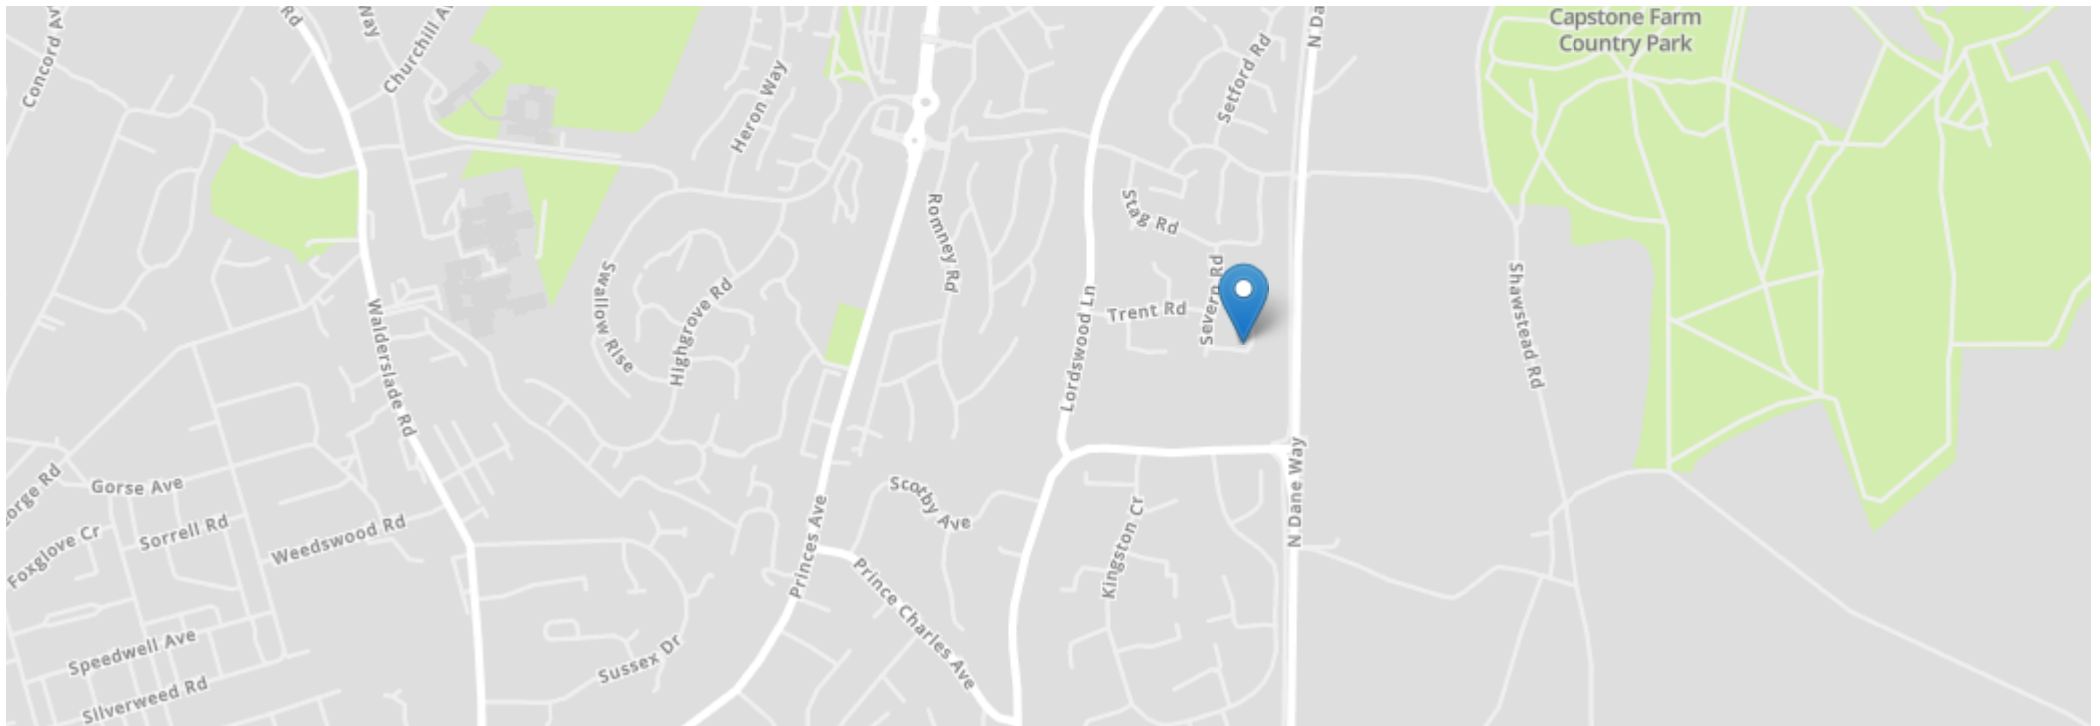 Concord Av
Rd
Way
Churchill A
Heron Way
Setford Rd
N Da
Capstone Farm
Country Park
Romney Rd
Stag Rd
Severn Rd
Trent Rd
Lordswood Ln
Shawstead Rd
Swallow Rise
Highgrove Rd
Walderslade Rd
eorge Rd
Gorse Ave
Sorrell Rd
Foxglove Cr
Weedswood Rd
Princes Ave
Scotby Ave
Kingston Cr
N Dane Way
Prince Charles Ave
Speedwell Ave
Silverweed Rd
Sussex Dr